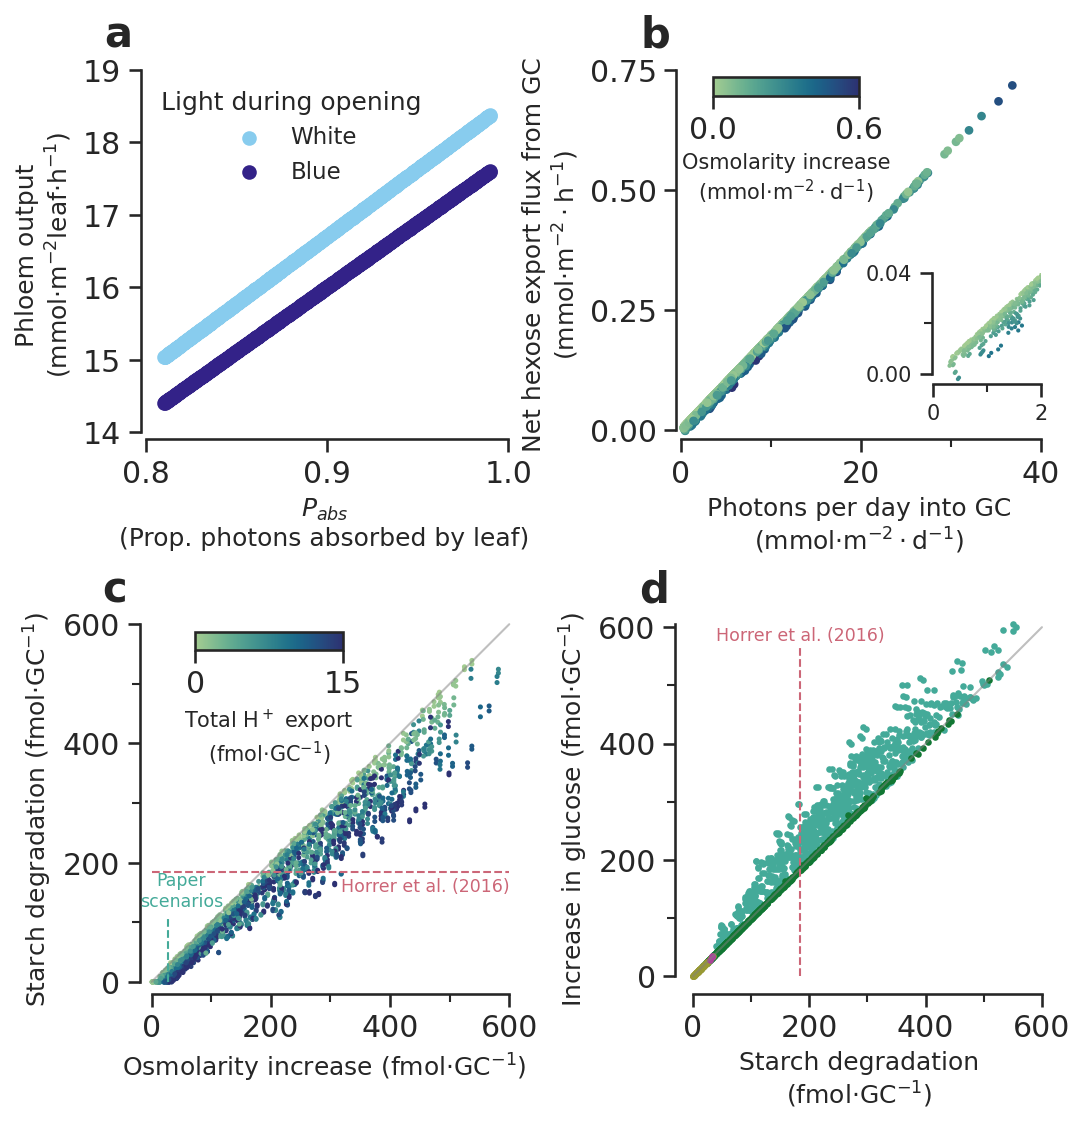 a
19
18
17
16
15
14
Phloem output
(mmol·m⁻²leaf·h⁻¹)
Light during opening
White
Blue
0.8
0.9
1.0
P_abs
(Prop. photons absorbed by leaf)
b
0.75
0.50
0.25
0.00
Net hexose export flux from GC
(mmol·m⁻² · h⁻¹)
0.0
0.6
Osmolarity increase
(mmol·m⁻² · d⁻¹)
0.04
0.00
0
2
0
20
40
Photons per day into GC
(mmol·m⁻² · d⁻¹)
c
600
400
200
0
Starch degradation (fmol·GC⁻¹)
0
15
Total H⁺ export
(fmol·GC⁻¹)
Paper
scenarios
Horrer et al. (2016)
0
200
400
600
Osmolarity increase (fmol·GC⁻¹)
d
600
400
200
0
Increase in glucose (fmol·GC⁻¹)
Horrer et al. (2016)
0
200
400
600
Starch degradation
(fmol·GC⁻¹)